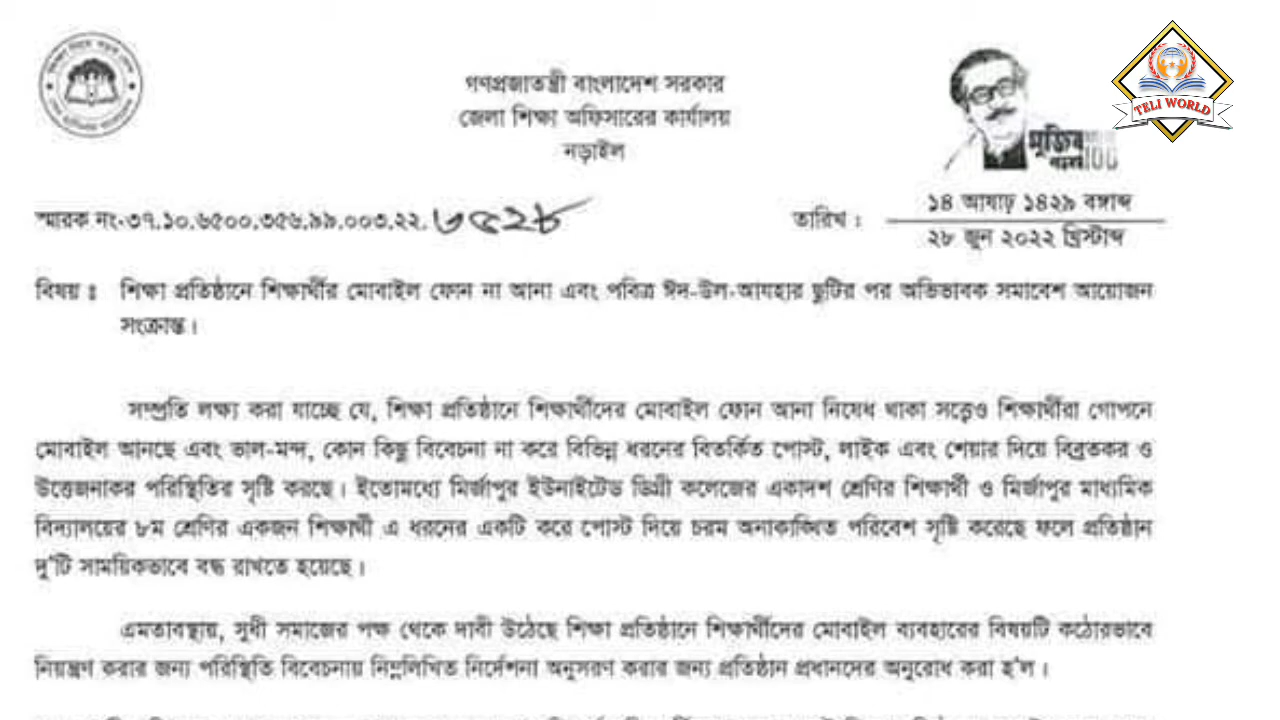 গণপ্রজাতন্ত্রী বাংলাদেশ সরকার
জেলা শিক্ষা অফিসারের কার্যালয়
নড়াইল
মুজিব
100
TELI WORLD
স্মারক নং-৩৭.১০.৬৫০০.৩৫৬.৯৯.০০৩.২২.৩৫২৮
তারিখ :
১৪ আষাঢ় ১৪২৯ বঙ্গাব্দ
২৮ জুন ২০২২ খ্রিস্টাব্দ
বিষয় ঃ শিক্ষা প্রতিষ্ঠানে শিক্ষার্থীর মোবাইল ফোন না আনা এবং পবিত্র ঈদ-উল-আযহার ছুটির পর অভিভাবক সমাবেশ আয়োজন
সংক্রান্ত।
সম্প্রতি লক্ষ্য করা যাচ্ছে যে, শিক্ষা প্রতিষ্ঠানে শিক্ষার্থীদের মোবাইল ফোন আনা নিষেধ থাকা সত্ত্বেও শিক্ষার্থীরা গোপনে
মোবাইল আনছে এবং ভাল-মন্দ, কোন কিছু বিবেচনা না করে বিভিন্ন ধরনের বিতর্কিত পোস্ট, লাইক এবং শেয়ার দিয়ে বিব্রতকর ও
উত্তেজনাকর পরিস্থিতির সৃষ্টি করছে। ইতোমধ্যে মির্জাপুর ইউনাইটেড ডিগ্রী কলেজের একাদশ শ্রেণির শিক্ষার্থী ও মির্জাপুর মাধ্যমিক
বিদ্যালয়ের ৮ম শ্রেণির একজন শিক্ষার্থী এ ধরনের একটি করে পোস্ট দিয়ে চরম অনাকাঙ্খিত পরিবেশ সৃষ্টি করেছে ফলে প্রতিষ্ঠান
দু'টি সাময়িকভাবে বন্ধ রাখতে হয়েছে।
এমতাবস্থায়, সুধী সমাজের পক্ষ থেকে দাবী উঠেছে শিক্ষা প্রতিষ্ঠানে শিক্ষার্থীদের মোবাইল ব্যবহারের বিষয়টি কঠোরভাবে
নিয়ন্ত্রণ করার জন্য পরিস্থিতি বিবেচনায় নিম্নলিখিত নির্দেশনা অনুসরণ করার জন্য প্রতিষ্ঠান প্রধানদের অনুরোধ করা হ'ল।